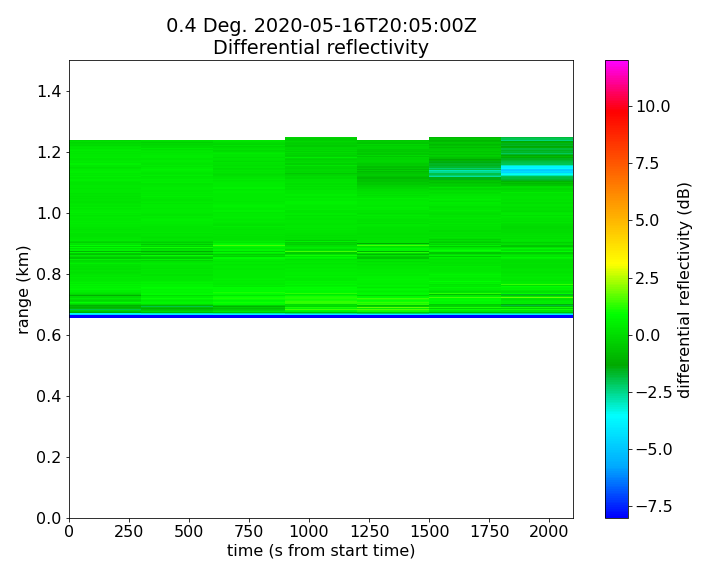 0.4 Deg. 2020-05-16T20:05:00Z
Differential reflectivity
1.4
1.2
1.0
0.8
0.6
0.4
0.2
0.0
range (km)
0 250 500 750 1000 1250 1500 1750 2000
time (s from start time)
10.0
7.5
5.0
2.5
0.0
−2.5
−5.0
−7.5
differential reflectivity (dB)